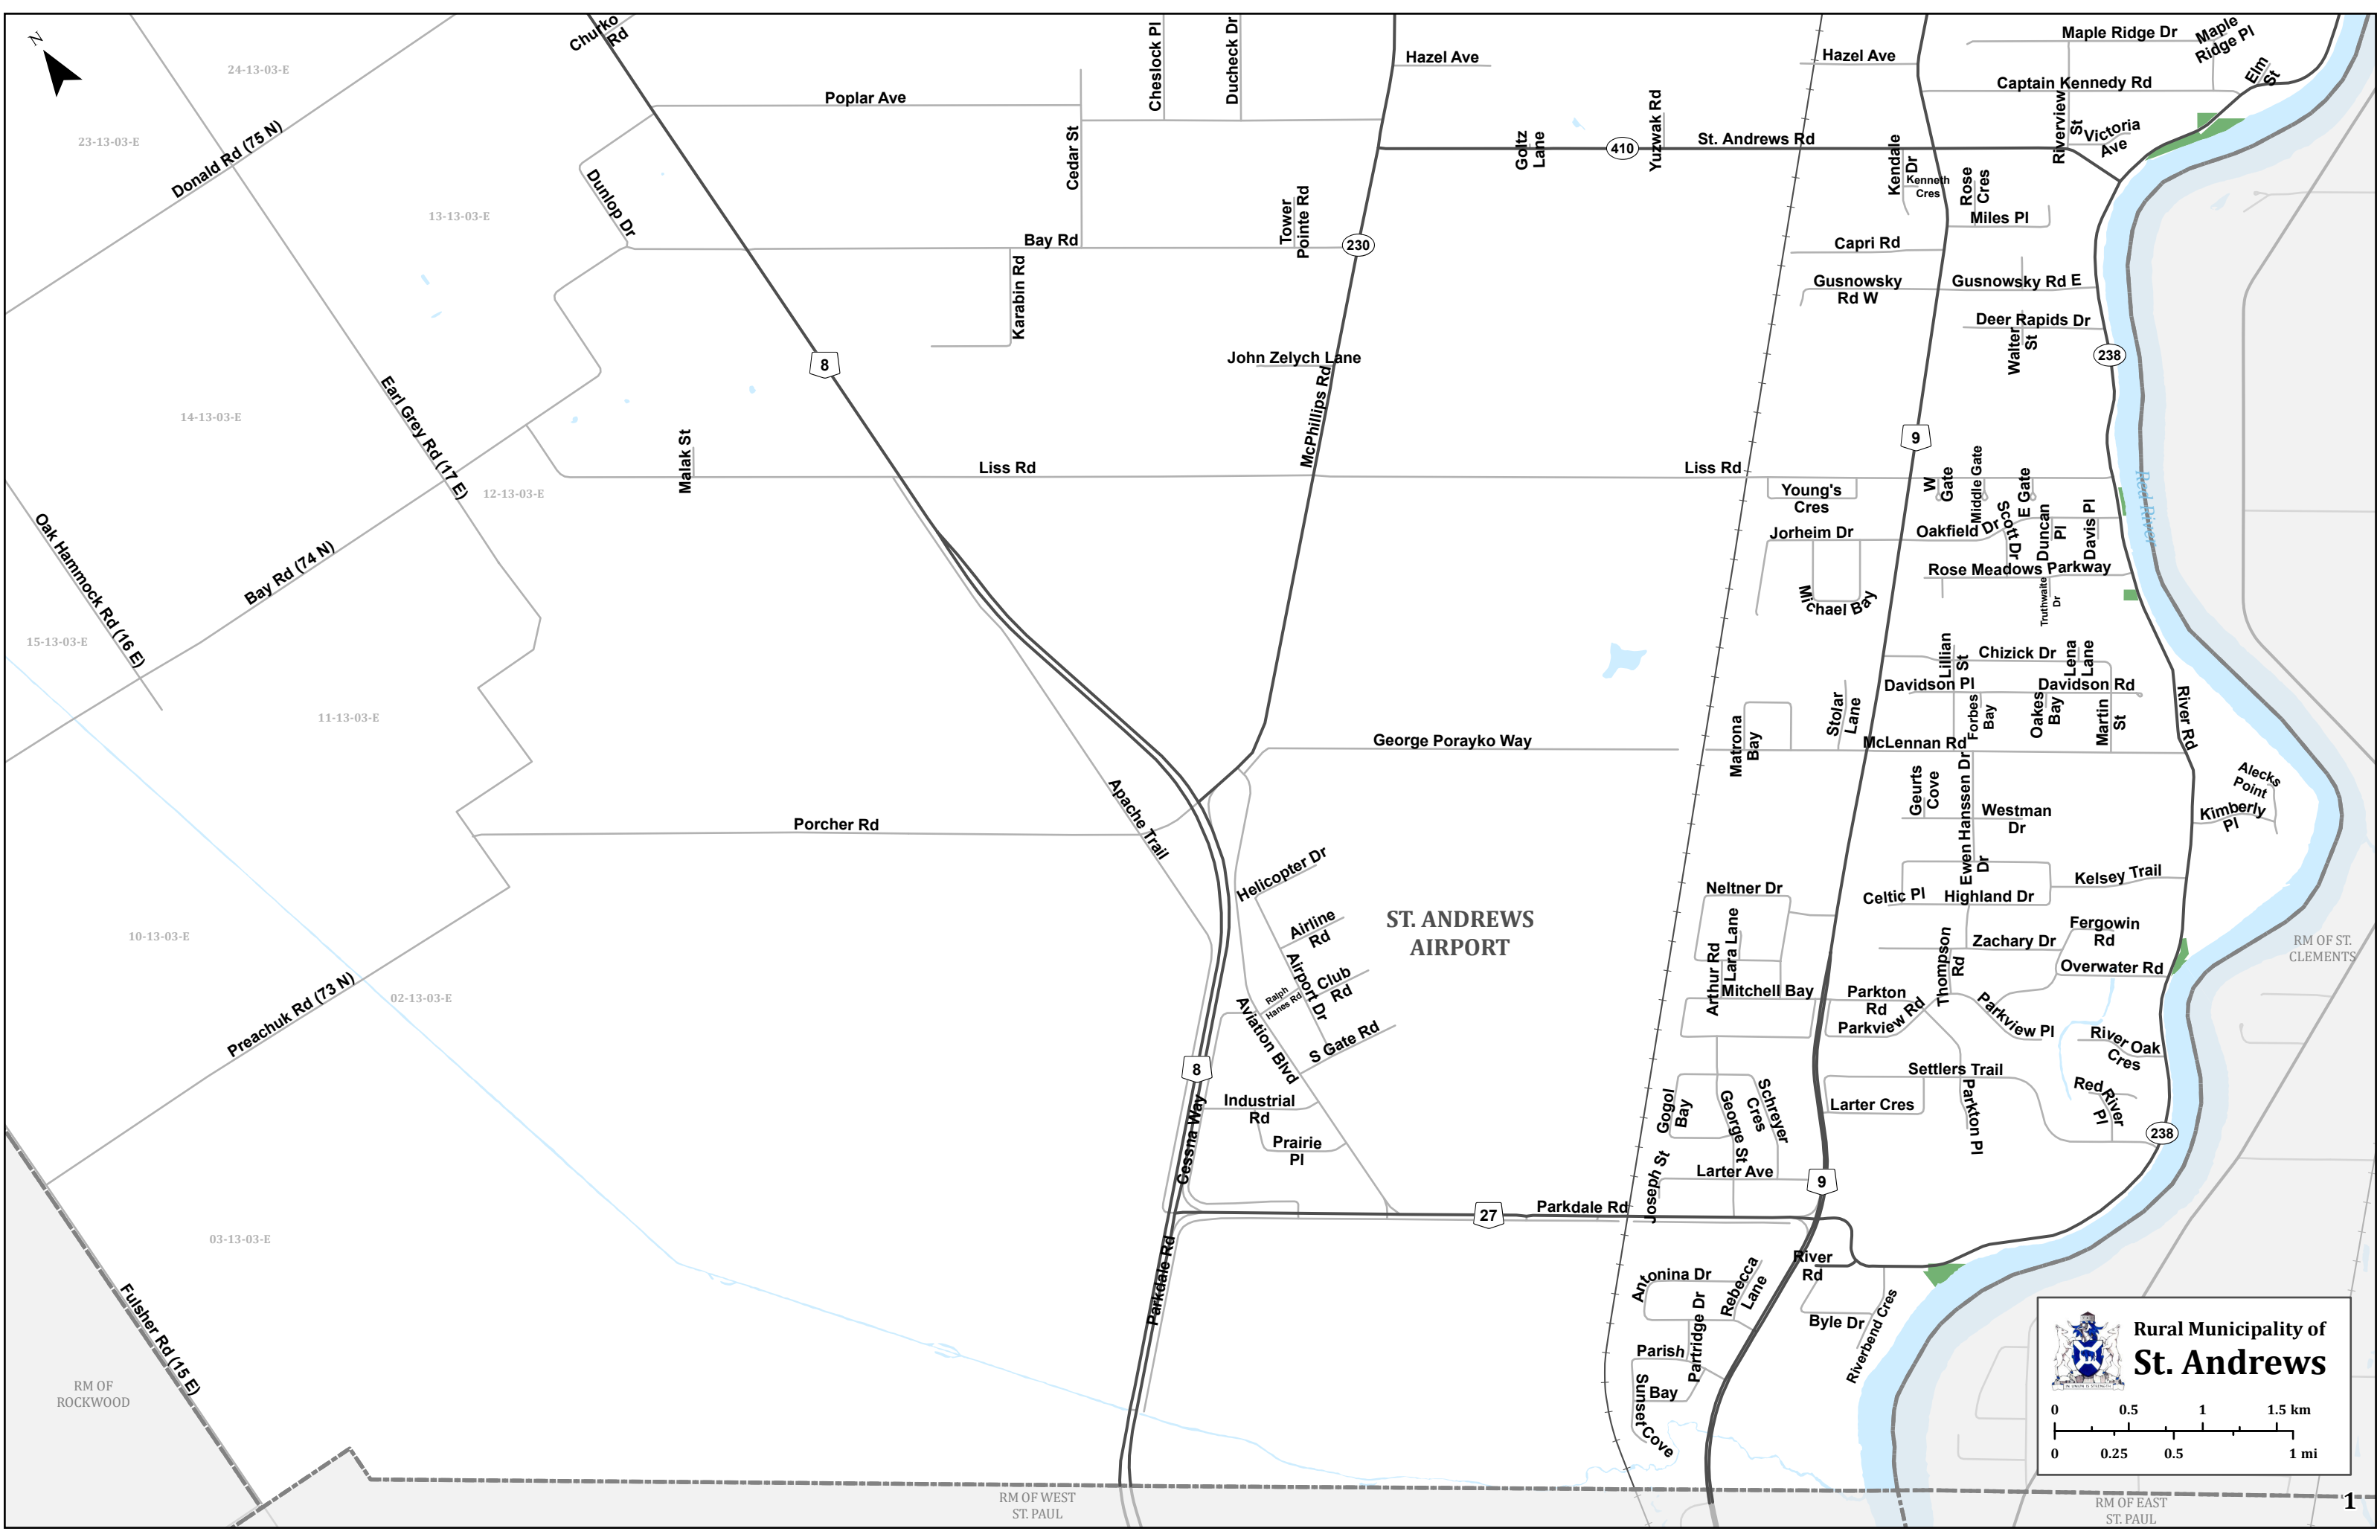 N
Churko
Rd
Cheslock Pl
Ducheck Dr
Hazel Ave
Hazel Ave
Maple Ridge Dr
Maple
Ridge Pl
Elm
St
24-13-03-E
Poplar Ave
Captain Kennedy Rd
23-13-03-E
Donald Rd (75 N)
Cedar St
Goltz
Lane
410
Yuzwak Rd
St. Andrews Rd
Kendale
Dr
Kenneth
Cres
Rose
Cres
Riverview
St
Victoria
Ave
Dunlop Dr
13-13-03-E
Tower
Pointe Rd
Miles Pl
Bay Rd
230
Capri Rd
Karabin Rd
Gusnowsky
Rd W
Gusnowsky Rd E
Deer Rapids Dr
Walter
St
238
8
John Zelych Lane
McPhillips Rd
14-13-03-E
Earl Grey Rd (17 E)
9
Malak St
Liss Rd
Liss Rd
12-13-03-E
Young's
Cres
W
Gate
Middle Gate
E Gate
Red River
Oak Hammock Rd (16 E)
Bay Rd (74 N)
Jorheim Dr
Oakfield Dr
Scott Dr
Duncan
Pl
Davis Pl
Rose Meadows Parkway
Michael Bay
Truthwaite
Dr
15-13-03-E
Lillian
St
Chizick Dr
Lena
Lane
Davidson Pl
Davidson Rd
11-13-03-E
Stolar
Lane
Forbes
Bay
Oakes
Bay
Martin
St
River Rd
Matrona
Bay
George Porayko Way
McLennan Rd
Apache Trail
Geurts
Cove
Ewen Hanssen Dr
Dr
Westman
Dr
Alecks
Point
Kimberly
Pl
Porcher Rd
Helicopter Dr
Neltner Dr
Celtic Pl
Highland Dr
Kelsey Trail
ST. ANDREWS
AIRPORT
Airline
Rd
10-13-03-E
Arthur Rd
Lara Lane
Thompson
Rd
Zachary Dr
Fergowin
Rd
Overwater Rd
RM OF ST.
CLEMENTS
Airport Dr
Club
Rd
Ralph
Hanes Rd
Mitchell Bay
Parkton
Rd
Parkview Rd
Parkview Pl
Preachuk Rd (73 N)
02-13-03-E
Aviation Blvd
S Gate Rd
River Oak
Cres
8
Settlers Trail
Industrial
Rd
Gogol
Bay
George St
Schreyer
Cres
Larter Cres
Parkton Pl
Red River
Pl
238
Cessna Way
Prairie
Pl
Joseph St
Larter Ave
9
27
Parkdale Rd
03-13-03-E
Parkdale Rd
River
Rd
Antonina Dr
Rebecca
Lane
Partridge Dr
Byle Dr
Riverbend Cres
Fulsher Rd (15 E)
Parish
Bay
Sunset Cove
RM OF
ROCKWOOD
Rural Municipality of
St. Andrews
0 0.5 1 1.5 km
0 0.25 0.5 1 mi
RM OF WEST
ST. PAUL
RM OF EAST
ST. PAUL
1